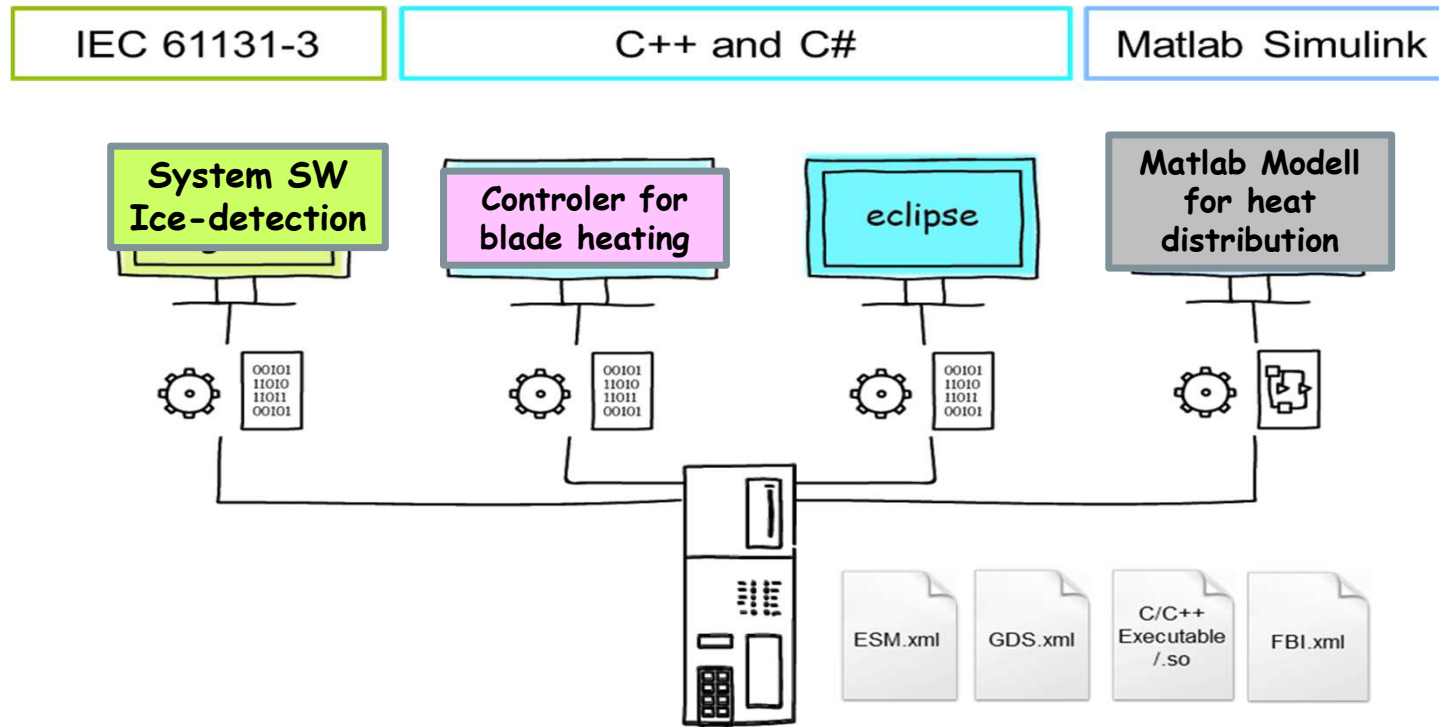 IEC 61131-3
C++ and C#
Matlab Simulink
System SW
Ice-detection
Controler for
blade heating
eclipse
Matlab Modell
for heat
distribution
00101
11010
11011
00101
00101
11010
11011
00101
00101
11010
11011
00101
ESM.xml
GDS.xml
C/C++
Executable
/.so
FBI.xml